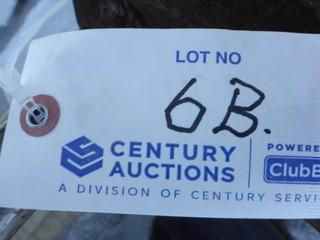 LOT NO
6B.
CENTURY
AUCTIONS
POWERE
ClubB
A DIVISION OF CENTURY SERVI